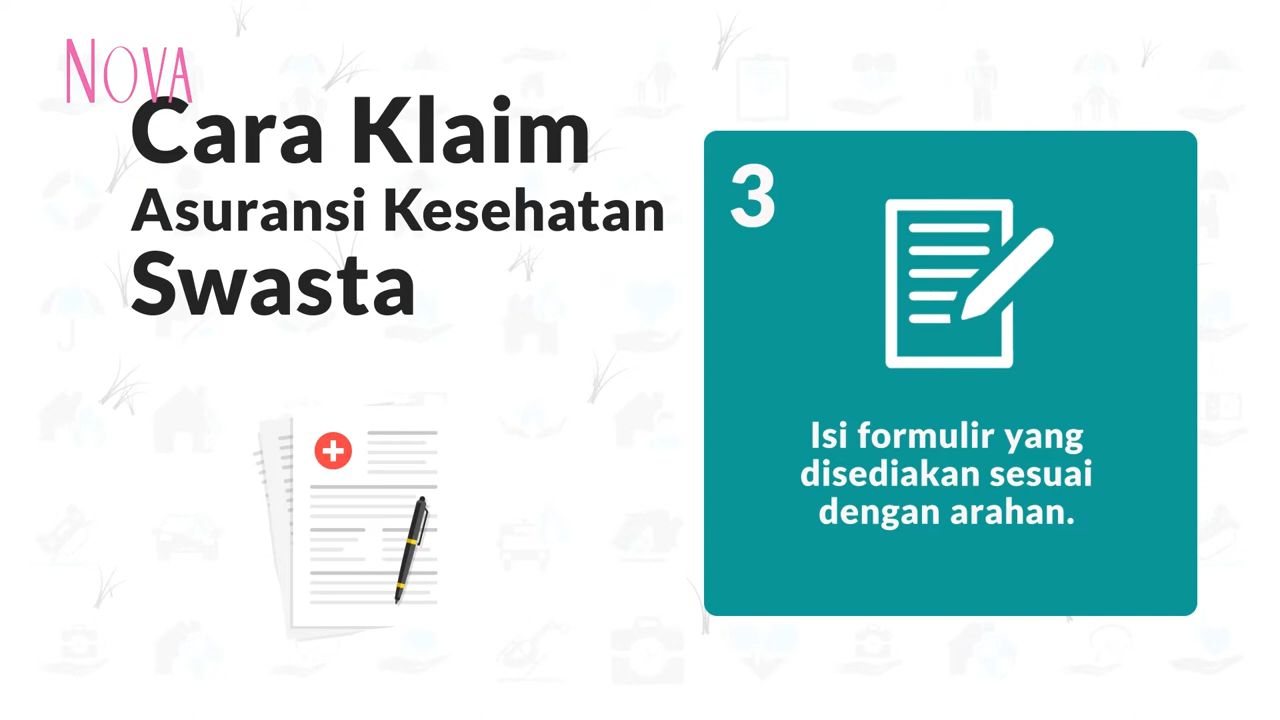 NOVA
Cara Klaim
Asuransi Kesehatan
Swasta
3
Isi formulir yang
disediakan sesuai
dengan arahan.